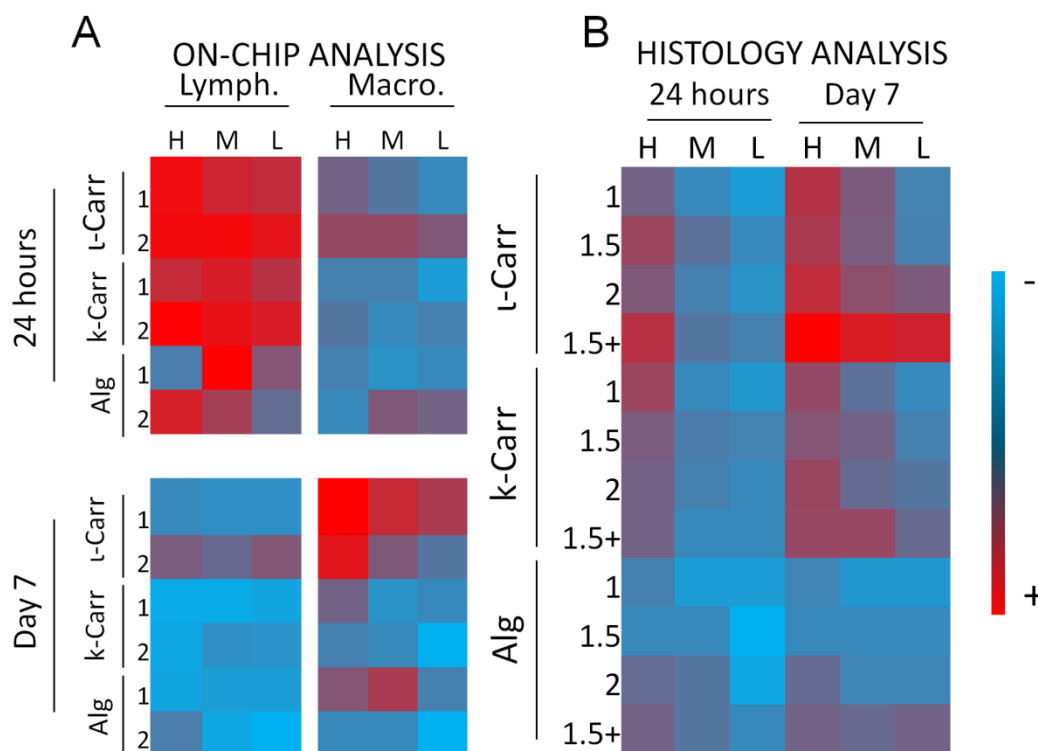 A
ON-CHIP ANALYSIS
Lymph. Macro.
H M L H M L
24 hours
ι-Carr
1
2
k-Carr
1
2
Alg
1
2
Day 7
ι-Carr
1
2
k-Carr
1
2
Alg
1
2
B
HISTOLOGY ANALYSIS
24 hours Day 7
H M L H M L
ι-Carr
1
1.5
2
1.5+
k-Carr
1
1.5
2
1.5+
Alg
1
1.5
2
1.5+
-
+